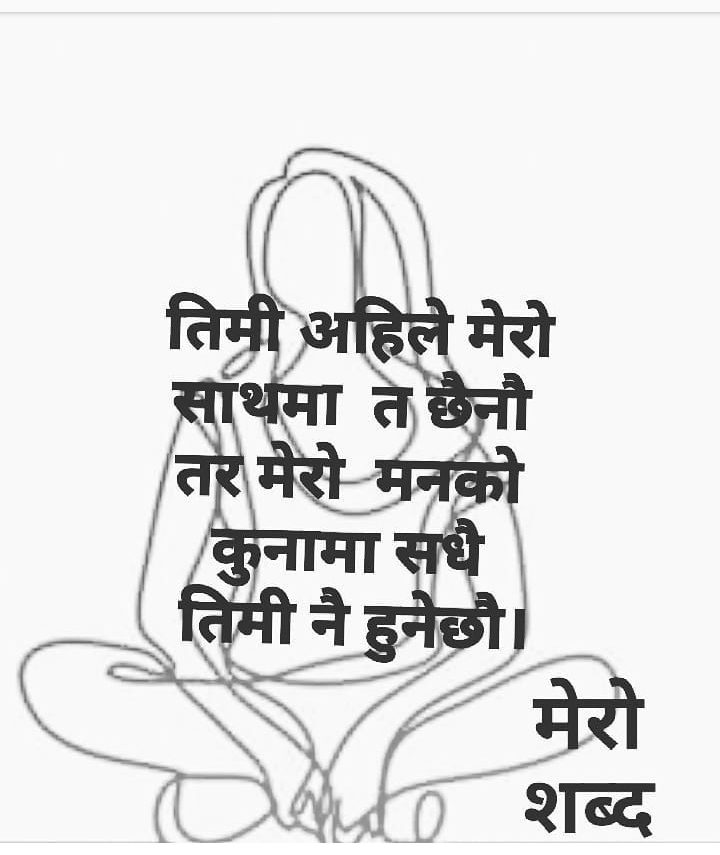 तिमी अहिले मेरो
साथमा त छैनौ
तर मेरो मनको
कुनामा सधै
तिमी नै हुनेछौ।
मेरो
शब्द